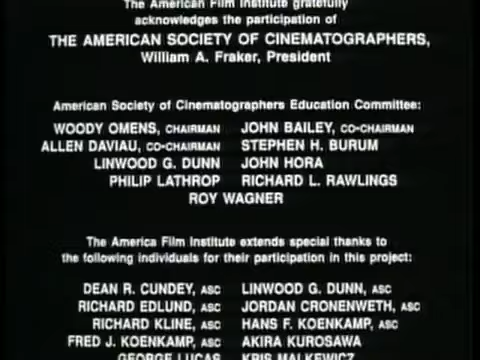 The American Film Institute gratefully
acknowledges the participation of
THE AMERICAN SOCIETY OF CINEMATOGRAPHERS,
William A. Fraker, President
American Society of Cinematographers Education Committee:
WOODY OMENS, CHAIRMAN JOHN BAILEY, CO-CHAIRMAN
ALLEN DAVIAU, CO-CHAIRMAN STEPHEN H. BURUM
LINWOOD G. DUNN JOHN HORA
PHILIP LATHROP RICHARD L. RAWLINGS
ROY WAGNER
The America Film Institute extends special thanks to
the following individuals for their participation in this project:
DEAN R. CUNDEY, ASC LINWOOD G. DUNN, ASC
RICHARD EDLUND, ASC JORDAN CRONENWETH, ASC
RICHARD KLINE, ASC HANS F. KOENKAMP, ASC
FRED J. KOENKAMP, ASC AKIRA KUROSAWA
GEORGE LUCAS KRIS MALKEWICZ